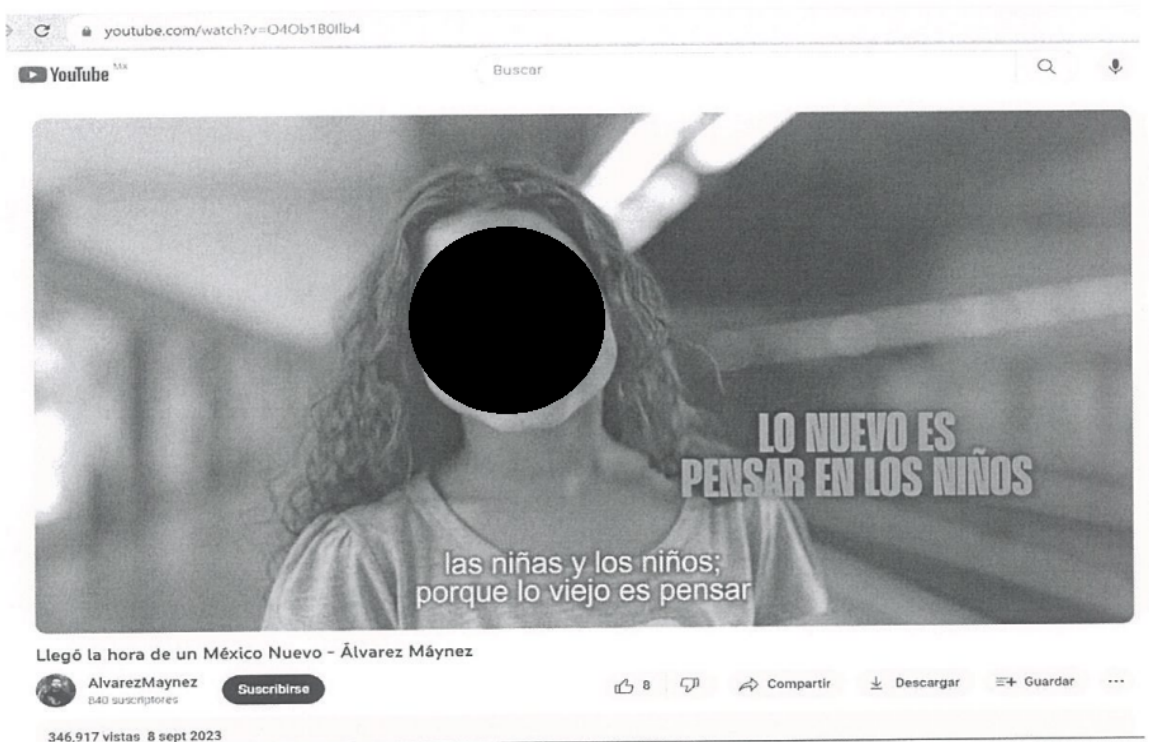 youtube.com/watch?v=O4Ob1B0Ilb4
YouTube MX
Buscar
LO NUEVO ES
PENSAR EN LOS NIÑOS
las niñas y los niños;
porque lo viejo es pensar
Llegó la hora de un México Nuevo - Álvarez Máynez
AlvarezMaynez
840 suscriptores
Suscribirse
8
Compartir
Descargar
Guardar
346,917 vistas 8 sept 2023